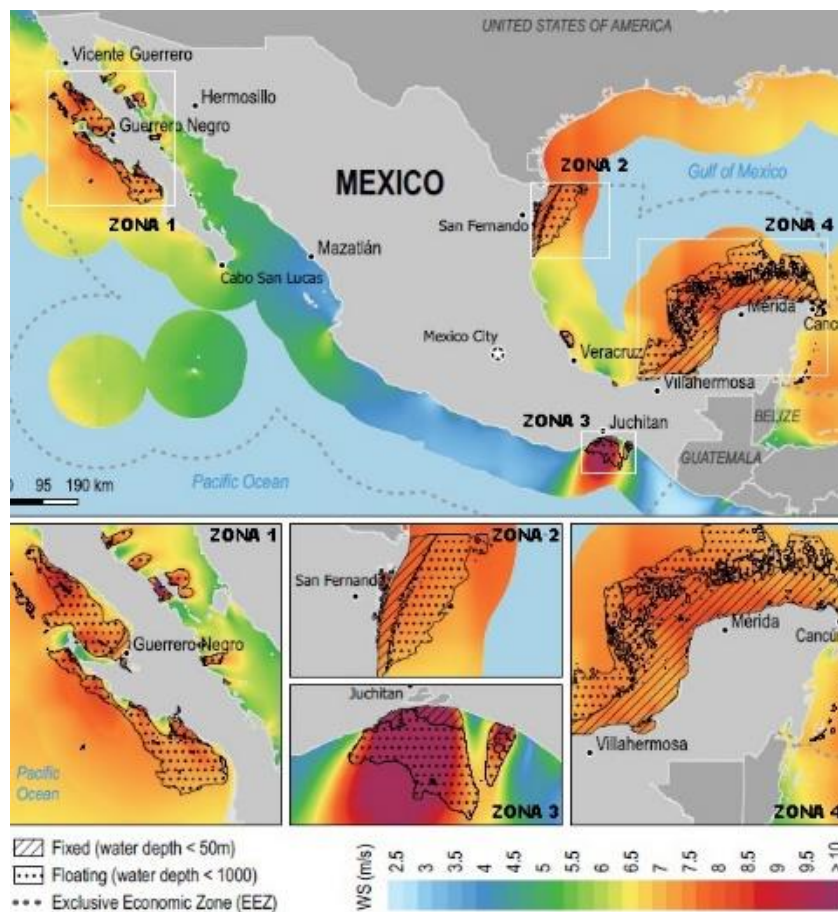 UNITED STATES OF AMERICA
Vicente Guerrero
Hermosillo
Guerrero Negro
MEXICO
ZONA 2
Gulf of Mexico
ZONA 1
San Fernando
ZONA 4
Mazatlán
Cabo San Lucas
Mérida
Mexico City
Veracruz
Villahermosa
ZONA 3
Juchitan
BELIZE
GUATEMALA
Pacific Ocean
95 190 km
ZONA 1
Guerrero Negro
Pacific
Ocean
ZONA 2
San Fernando
Juchitan
ZONA 3
Mérida
Cancún
Villahermosa
ZONA 4
Fixed (water depth < 50m)
Floating (water depth < 1000)
Exclusive Economic Zone (EEZ)
WS (m/s)
2.5
3
3.5
4
4.5
5
5.5
6
6.5
7
7.5
8
8.5
9
9.5